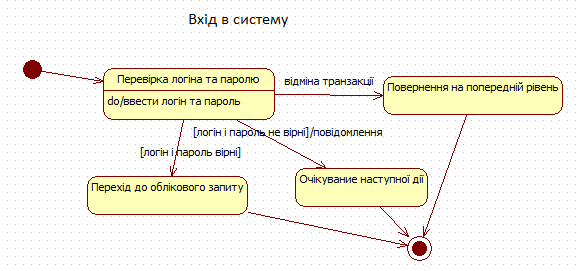 Вхід в систему
Перевірка логіна та паролю
do/ввести логін та пароль
відміна транзакції
Повернення на попередній рівень
[логін і пароль не вірні]/повідомлення
[логін і пароль вірні]
Перехід до облікового запиту
Очікування наступної дії